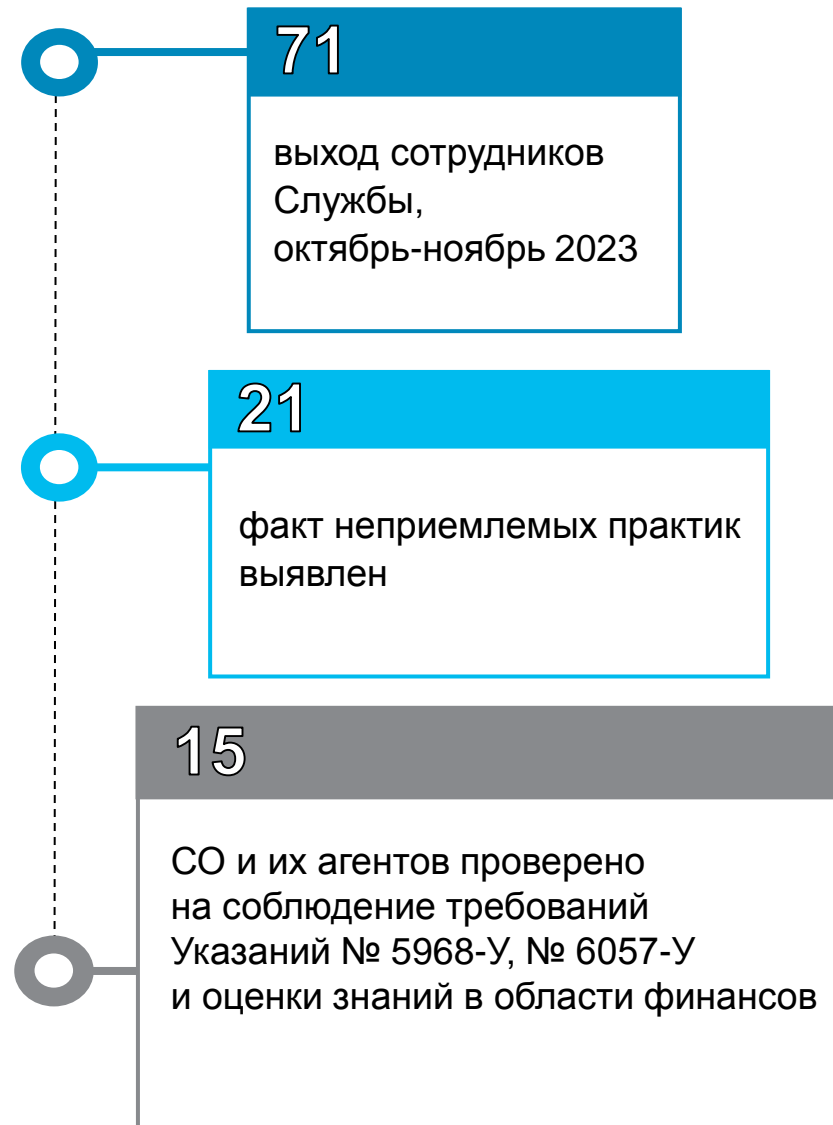 71
выход сотрудников
Службы,
октябрь-ноябрь 2023
21
факт неприемлемых практик
выявлен
15
СО и их агентов проверено
на соблюдение требований
Указаний № 5968-У, № 6057-У
и оценки знаний в области финансов